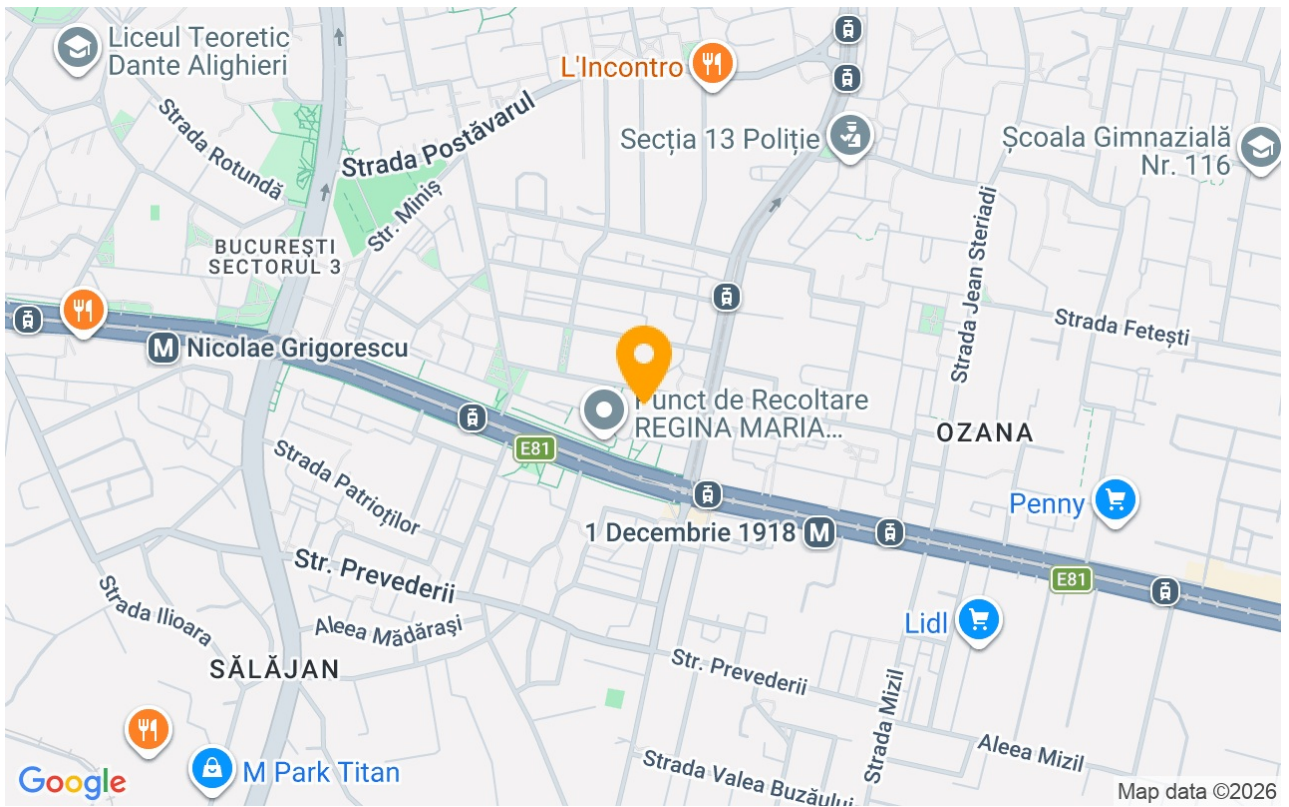 Liceul Teoretic
Dante Alighieri
L'Incontro
Strada Postăvarul
Strada Rotundă
Secția 13 Poliție
Școala Gimnazială
Nr. 116
Str. Miniș
BUCUREȘTI
SECTORUL 3
Strada Jean Steriadi
Strada Fetești
M Nicolae Grigorescu
Punct de Recoltare
REGINA MARIA...
E81
OZANA
Strada Patrioților
Penny
1 Decembrie 1918 M
Str. Prevederii
E81
Strada Ilioara
Aleea Mădărași
Lidl
SĂLĂJAN
Str. Prevederii
Strada Mizil
Aleea Mizil
M Park Titan
Strada Valea Buzăului
Google
Map data ©2026